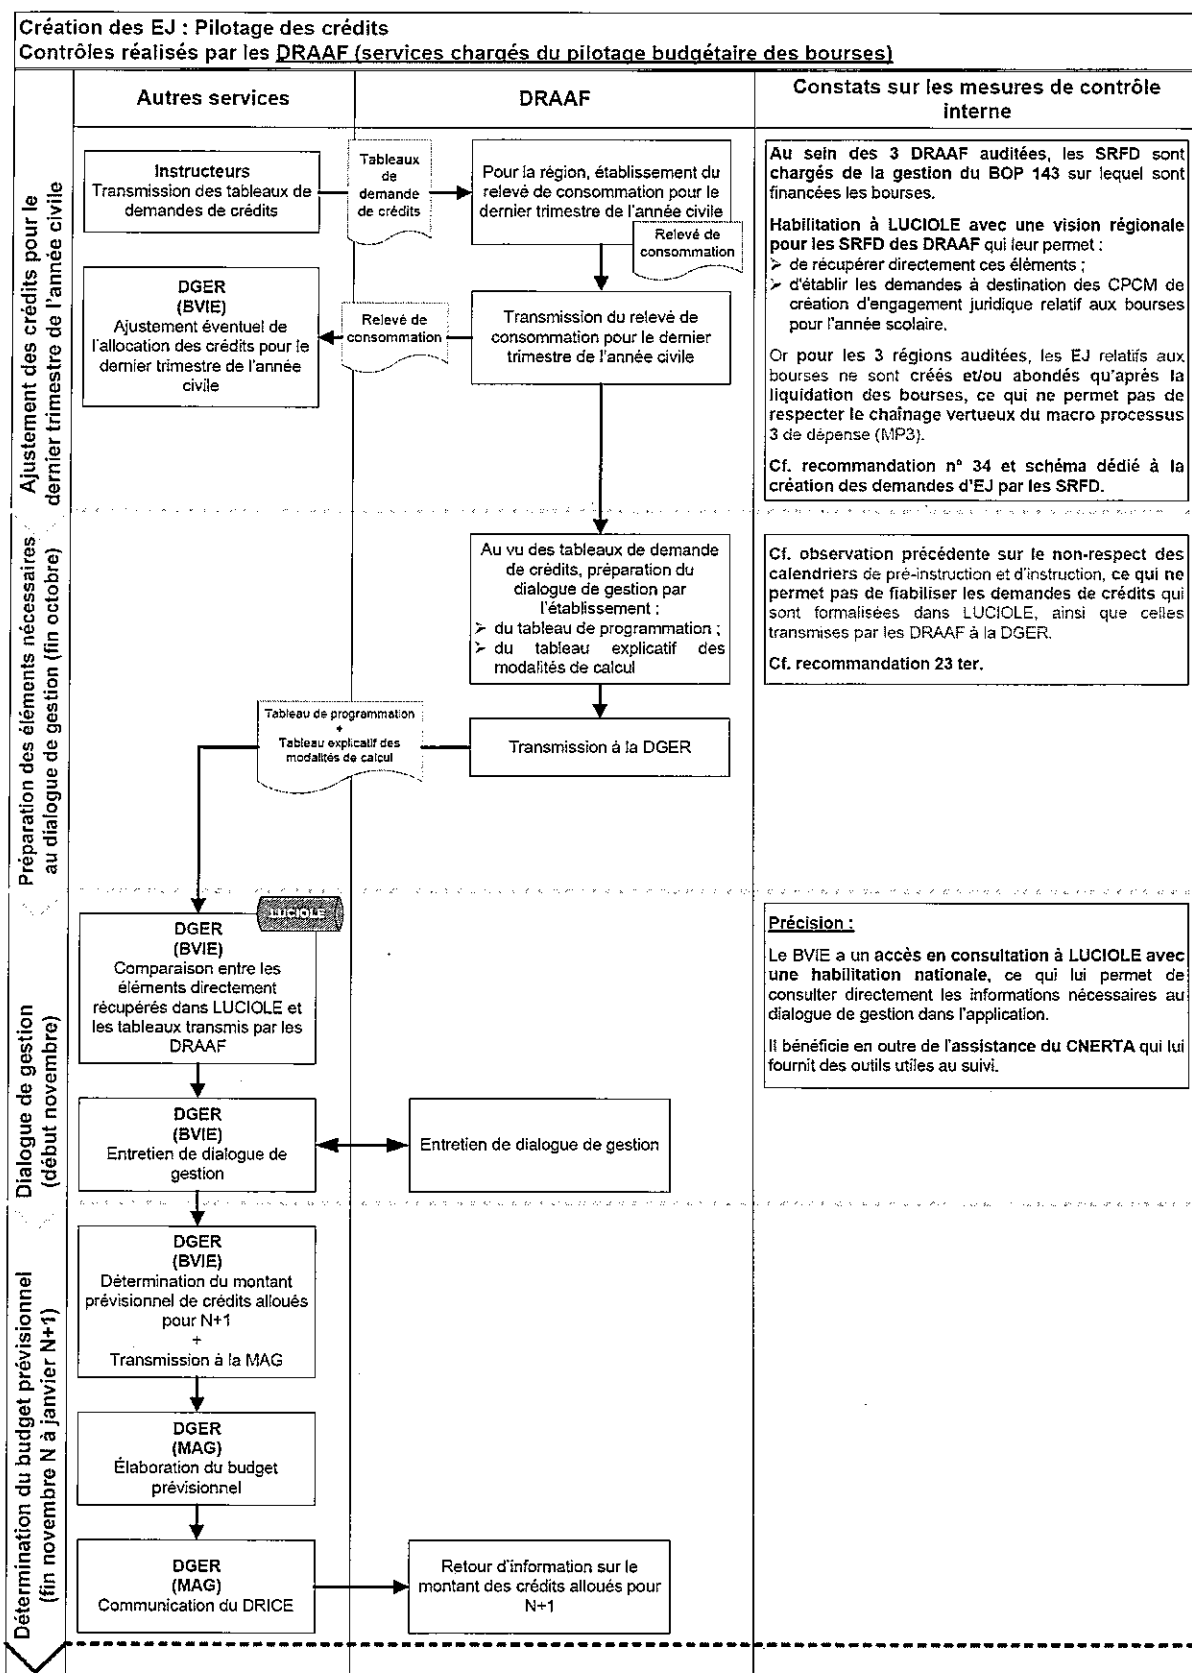 Création des EJ : Pilotage des crédits
Contrôles réalisés par les DRAAF (services chargés du pilotage budgétaire des bourses)
Autres services
DRAAF
Constats sur les mesures de contrôle
interne
Ajustement des crédits pour le
dernier trimestre de l'année civile
Instructeurs
Transmission des tableaux de
demandes de crédits
Tableaux
de
demande
de crédits
Pour la région, établissement du
relevé de consommation pour le
dernier trimestre de l'année civile
Relevé de
consommation
DGER
(BVIE)
Ajustement éventuel de
l'allocation des crédits pour le
dernier trimestre de l'année
civile
Relevé de
consommation
Transmission du relevé de
consommation pour le dernier
trimestre de l'année civile
Au sein des 3 DRAAF auditées, les SRFD sont
chargés de la gestion du BOP 143 sur lequel sont
financées les bourses.
Habilitation à LUCIOLE avec une vision régionale
pour les SRFD des DRAAF qui leur permet :
➢ de récupérer directement ces éléments ;
➢ d'établir les demandes à destination des CPCM de
création d'engagement juridique relatif aux bourses
pour l'année scolaire.
Or pour les 3 régions auditées, les EJ relatifs aux
bourses ne sont créés et/ou abondés qu'après la
liquidation des bourses, ce qui ne permet pas de
respecter le chaînage vertueux du macro processus
3 de dépense (MP3).
Cf. recommandation n° 34 et schéma dédié à la
création des demandes d'EJ par les SRFD.
Préparation des éléments nécessaires
au dialogue de gestion (fin octobre)
Au vu des tableaux de demande
de crédits, préparation du
dialogue de gestion par
l'établissement :
➢ du tableau de programmation ;
➢ du tableau explicatif des
modalités de calcul
Tableau de programmation
+
Tableau explicatif des
modalités de calcul
Transmission à la DGER
Cf. observation précédente sur le non-respect des
calendriers de pré-instruction et d'instruction, ce qui ne
permet pas de fiabiliser les demandes de crédits qui
sont formalisées dans LUCIOLE, ainsi que celles
transmises par les DRAAF à la DGER.
Cf. recommandation 23 ter.
Dialogue de gestion
(début novembre)
LUCIOLE
DGER
(BVIE)
Comparaison entre les
éléments directement
récupérés dans LUCIOLE et
les tableaux transmis par les
DRAAF
DGER
(BVIE)
Entretien de dialogue de
gestion
Entretien de dialogue de gestion
Précision :
Le BVIE a un accès en consultation à LUCIOLE avec
une habilitation nationale, ce qui lui permet de
consulter directement les informations nécessaires au
dialogue de gestion dans l'application.
Il bénéficie en outre de l'assistance du CNERTA qui lui
fournit des outils utiles au suivi.
Détermination du budget prévisionnel
(fin novembre N à janvier N+1)
DGER
(BVIE)
Détermination du montant
prévisionnel de crédits alloués
pour N+1
+
Transmission à la MAG
DGER
(MAG)
Élaboration du budget
prévisionnel
DGER
(MAG)
Communication du DRICE
Retour d'information sur le
montant des crédits alloués pour
N+1